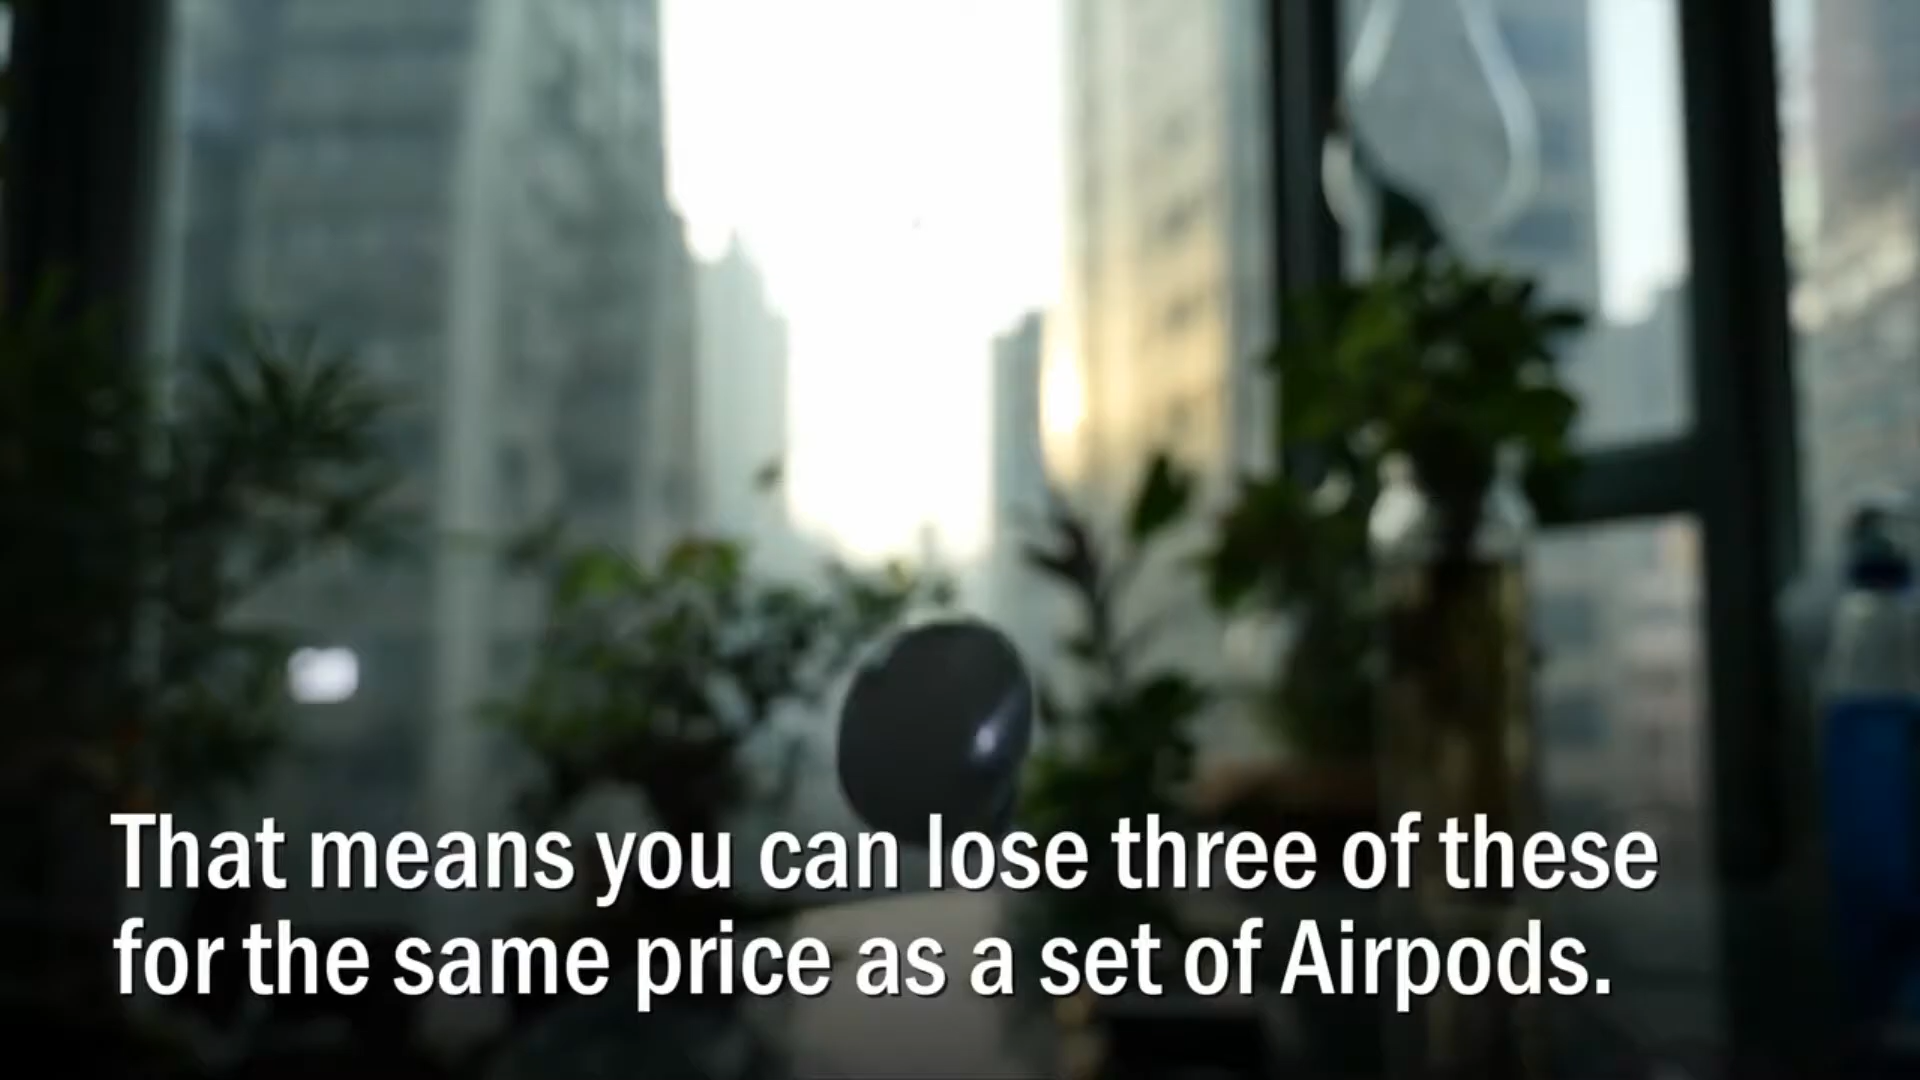 That means you can lose three of these
for the same price as a set of Airpods.